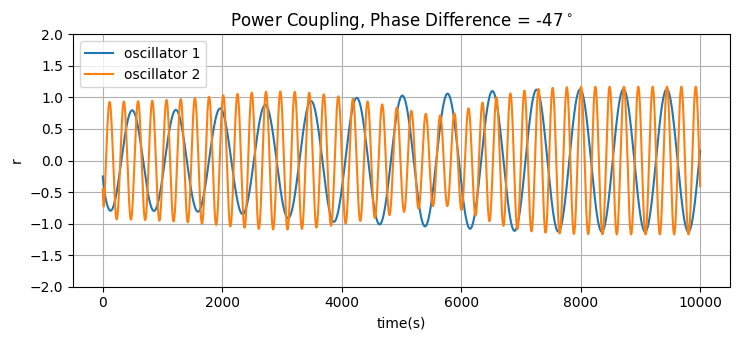 Power Coupling, Phase Difference = -47°
oscillator 1
oscillator 2
2.0
1.5
1.0
0.5
0.0
−0.5
−1.0
−1.5
−2.0
r
0 2000 4000 6000 8000 10000
time(s)